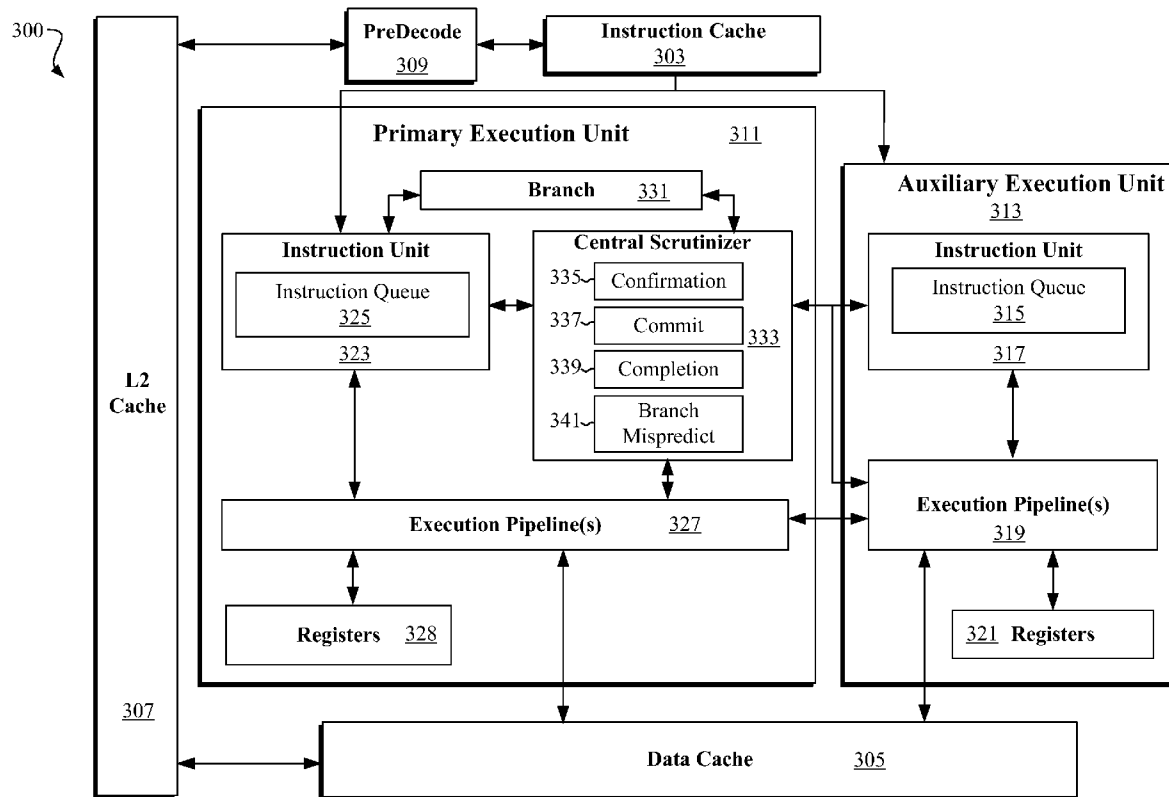 300
PreDecode
309
Instruction Cache
303
Primary Execution Unit 311
Branch 331
Auxiliary Execution Unit
313
Instruction Unit
Instruction Queue
325
323
Central Scrutinizer
335 Confirmation
337 Commit
333
339 Completion
341 Branch
Mispredict
Instruction Unit
Instruction Queue
315
317
L2
Cache
307
Execution Pipeline(s) 327
Execution Pipeline(s)
319
Registers 328
321 Registers
Data Cache 305